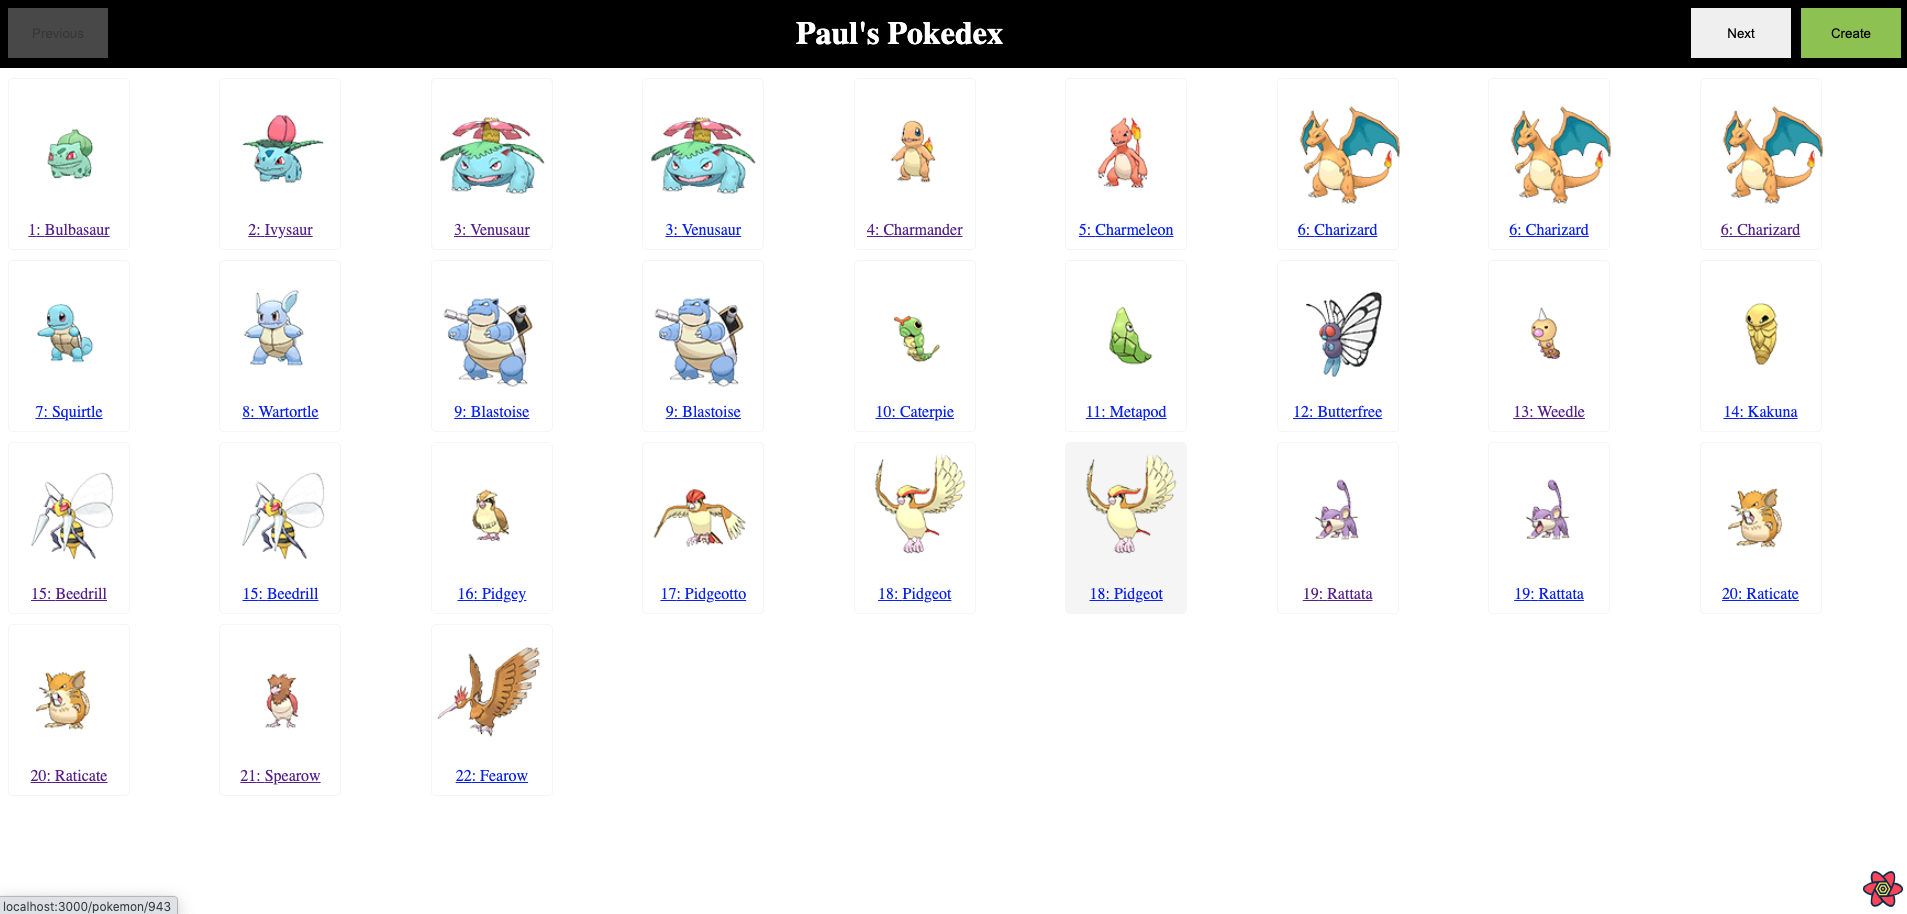 Previous
Paul's Pokedex
Next
Create
1: Bulbasaur
2: Ivysaur
3: Venusaur
3: Venusaur
4: Charmander
5: Charmeleon
6: Charizard
6: Charizard
6: Charizard
7: Squirtle
8: Wartortle
9: Blastoise
9: Blastoise
10: Caterpie
11: Metapod
12: Butterfree
13: Weedle
14: Kakuna
15: Beedrill
15: Beedrill
16: Pidgey
17: Pidgeotto
18: Pidgeot
18: Pidgeot
19: Rattata
19: Rattata
20: Raticate
20: Raticate
21: Spearow
22: Fearow
localhost:3000/pokemon/943